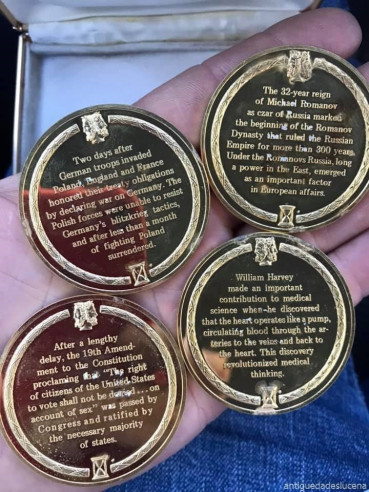 Two days after
German troops invaded
Poland, England and France
honored their treaty obligations
by declaring war on Germany. The
Polish forces were unable to resist
Germany's blitzkrieg tactics,
and after less than a month
of fighting Poland
surrendered.
The 32-year reign
of Michael Romanov
as czar of Russia marked
the beginning of the Romanov
Dynasty that ruled the Russian
Empire for more than 300 years.
Under the Romanovs Russia, long
a power in the East, emerged
as an important factor
in European affairs.
After a lengthy
delay, the 19th Amend-
ment to the Constitution
proclaiming that "The right
of citizens of the United States
to vote shall not be denied...on
account of sex" was passed by
Congress and ratified by
the necessary majority
of states.
William Harvey
made an important
contribution to medical
science when he discovered
that the heart operates like a pump,
circulating blood through the ar-
teries to the veins and back to
the heart. This discovery
revolutionized medical
thinking.
antiguedadeslucena